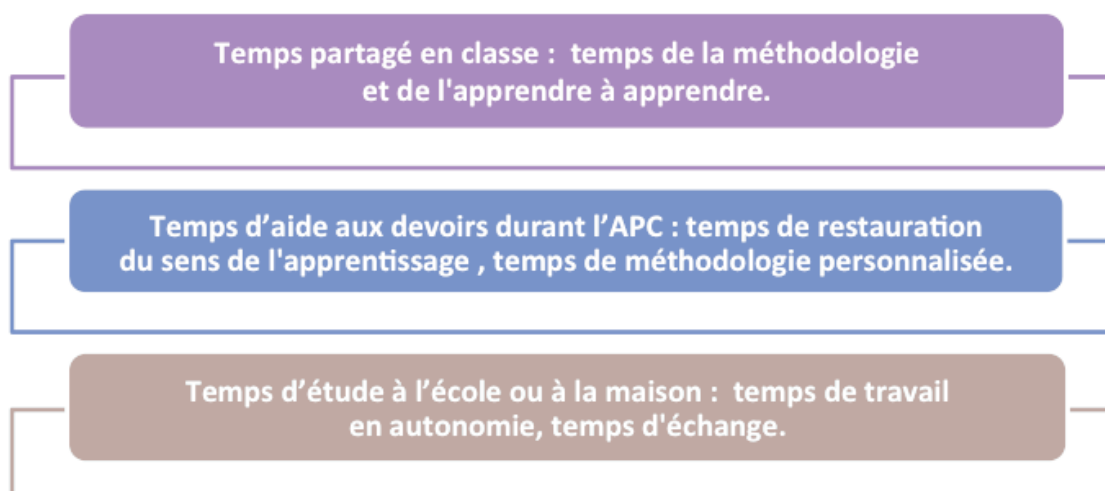 Temps partagé en classe :  temps de la méthodologie
et de l'apprendre à apprendre.
Temps d’aide aux devoirs durant l’APC : temps de restauration
du sens de l'apprentissage , temps de méthodologie personnalisée.
Temps d’étude à l’école ou à la maison :  temps de travail
en autonomie, temps d'échange.